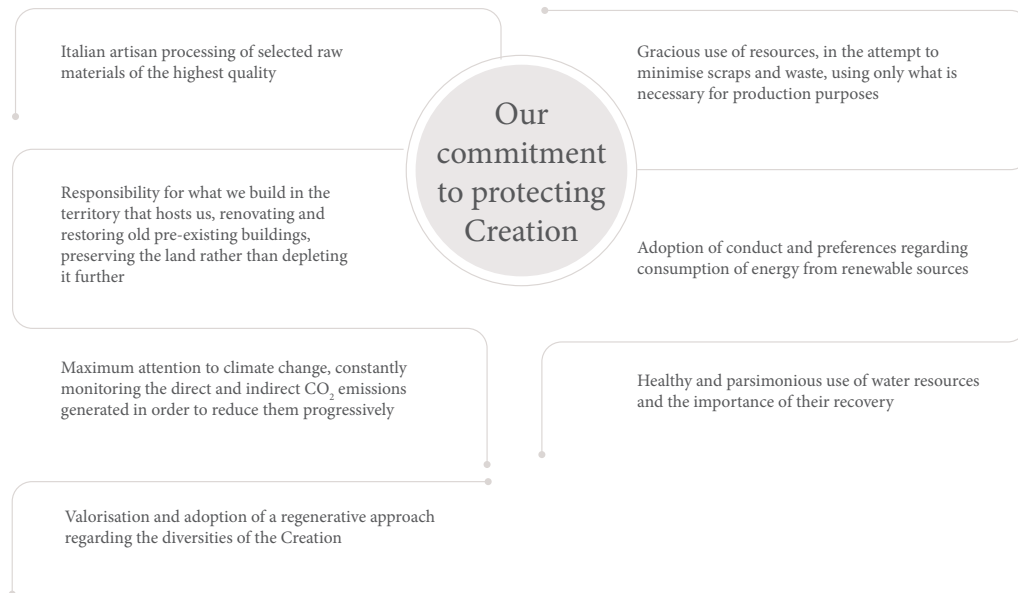 Our
commitment
to protecting
Creation
Italian artisan processing of selected raw
materials of the highest quality
Responsibility for what we build in the
territory that hosts us, renovating and
restoring old pre-existing buildings,
preserving the land rather than depleting
it further
Maximum attention to climate change, constantly
monitoring the direct and indirect CO₂ emissions
generated in order to reduce them progressively
Valorisation and adoption of a regenerative approach
regarding the diversities of the Creation
Gracious use of resources, in the attempt to
minimise scraps and waste, using only what is
necessary for production purposes
Adoption of conduct and preferences regarding
consumption of energy from renewable sources
Healthy and parsimonious use of water resources
and the importance of their recovery